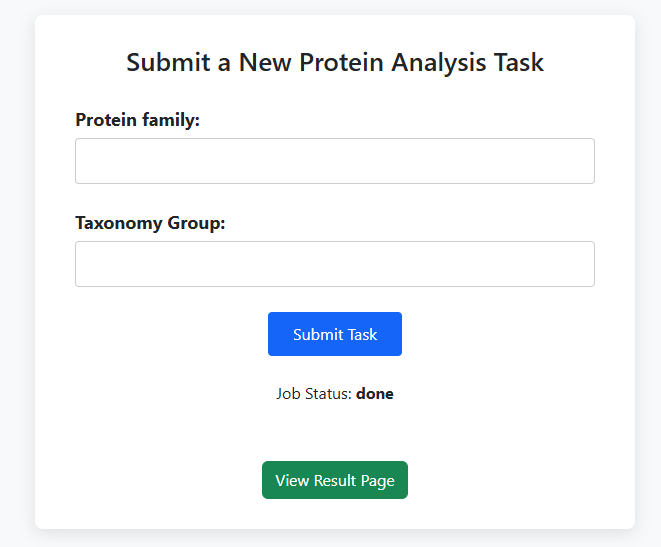 Submit a New Protein Analysis Task
Protein family:
Taxonomy Group:
Submit Task
Job Status: done
View Result Page